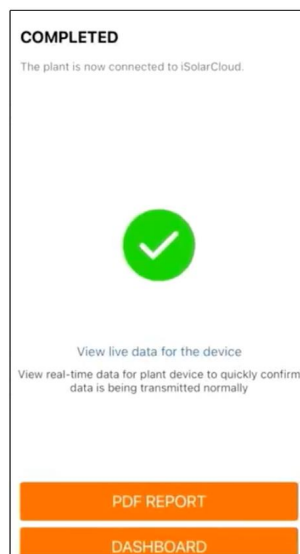 COMPLETED
The plant is now connected to iSolarCloud.
View live data for the device
View real-time data for plant device to quickly confirm
data is being transmitted normally
PDF REPORT
DASHBOARD